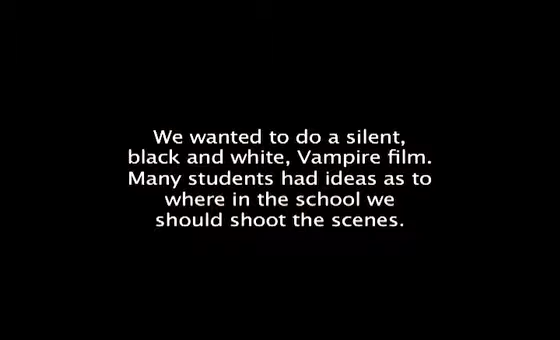 We wanted to do a silent,
black and white, Vampire film.
Many students had ideas as to
where in the school we
should shoot the scenes.